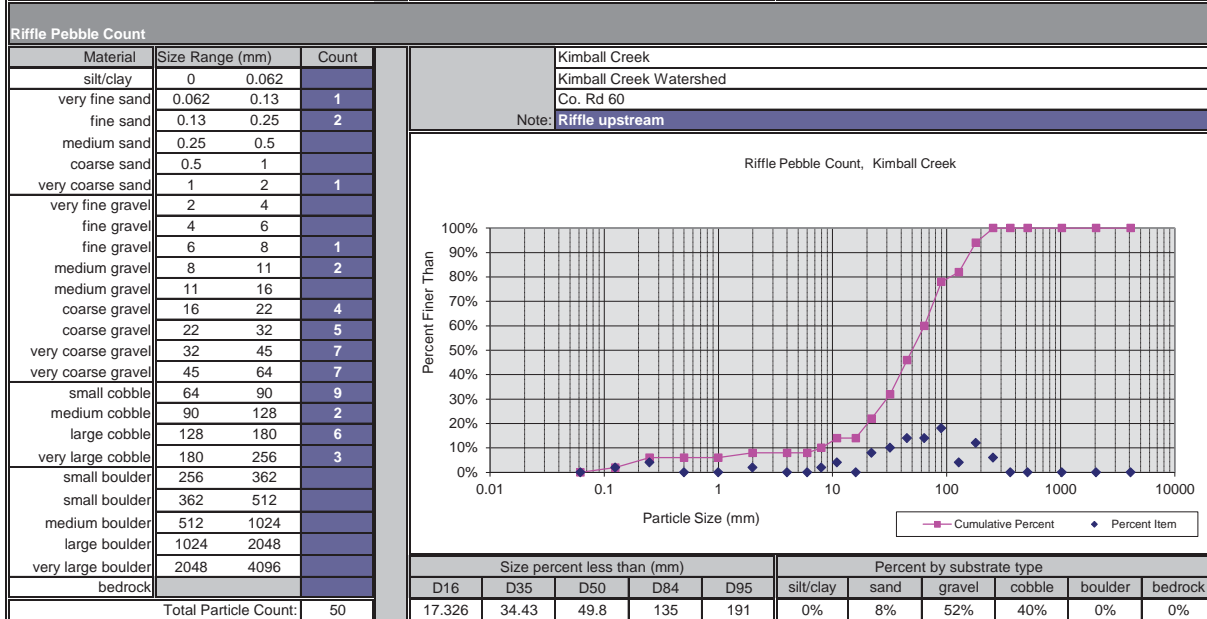 Riffle Pebble Count
Material Size Range (mm) Count
silt/clay 0 0.062
very fine sand 0.062 0.13 1
fine sand 0.13 0.25 2
medium sand 0.25 0.5
coarse sand 0.5 1
very coarse sand 1 2 1
very fine gravel 2 4
fine gravel 4 6
fine gravel 6 8 1
medium gravel 8 11 2
medium gravel 11 16
coarse gravel 16 22 4
coarse gravel 22 32 5
very coarse gravel 32 45 7
very coarse gravel 45 64 7
small cobble 64 90 9
medium cobble 90 128 2
large cobble 128 180 6
very large cobble 180 256 3
small boulder 256 362
small boulder 362 512
medium boulder 512 1024
large boulder 1024 2048
very large boulder 2048 4096
bedrock
Total Particle Count: 50
Kimball Creek
Kimball Creek Watershed
Co. Rd 60
Note: Riffle upstream
Riffle Pebble Count, Kimball Creek
Percent Finer Than
100%
90%
80%
70%
60%
50%
40%
30%
20%
10%
0%
0.01 0.1 1 10 100 1000 10000
Particle Size (mm)
Cumulative Percent Percent Item
Size percent less than (mm) Percent by substrate type
D16 D35 D50 D84 D95 silt/clay sand gravel cobble boulder bedrock
17.326 34.43 49.8 135 191 0% 8% 52% 40% 0% 0%